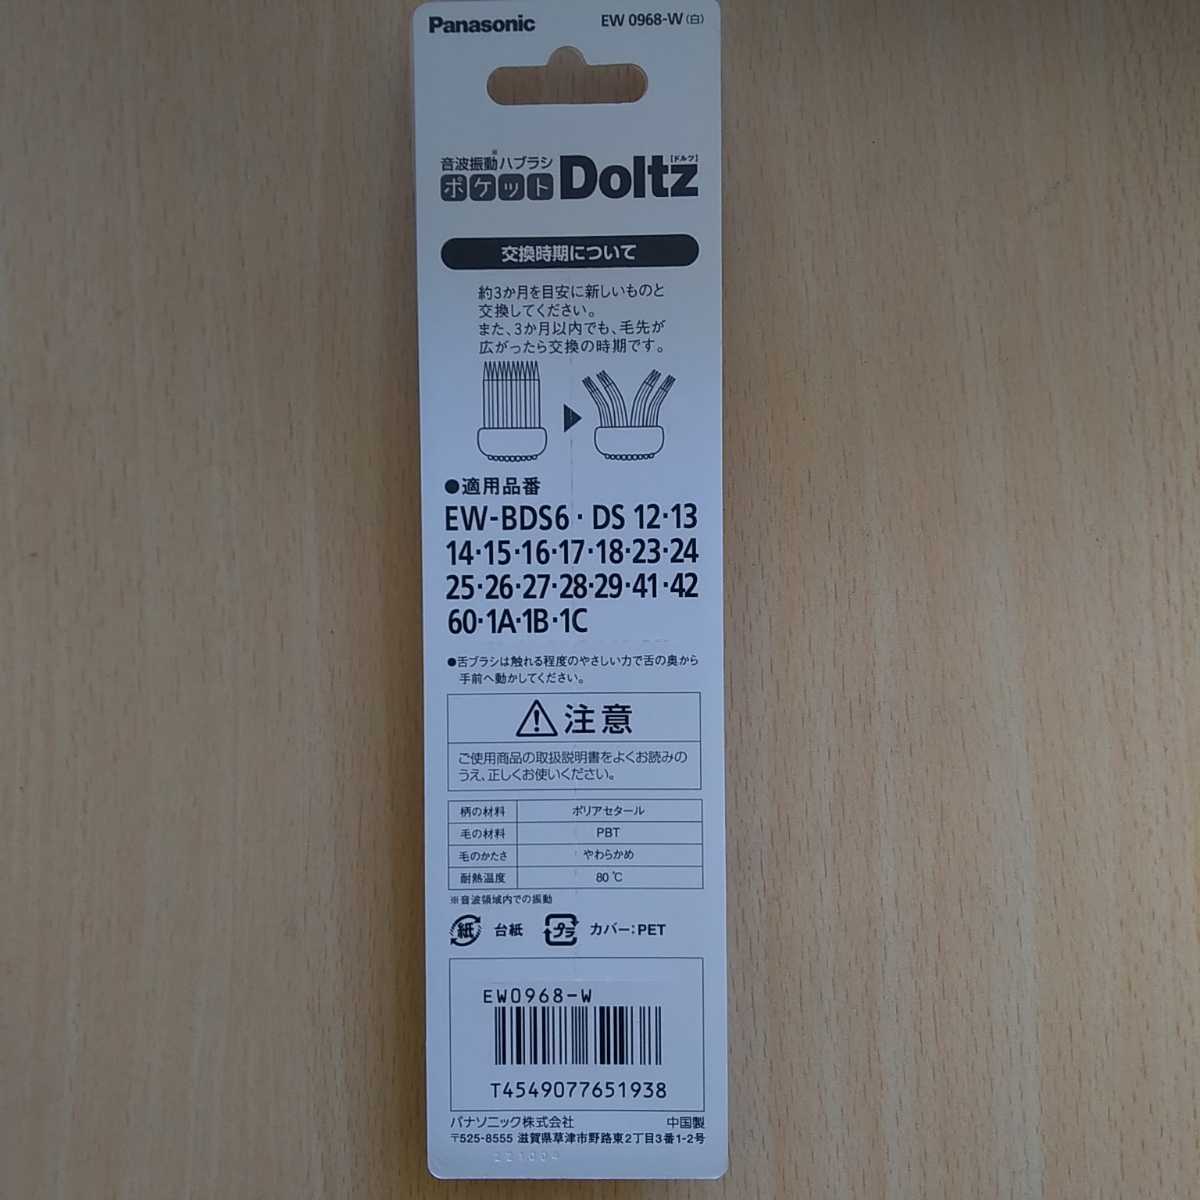 Panasonic
EW 0968-W(白)
音波振動※ハブラシ
ポケット Doltz
[ドルツ]
交換時期について
約3か月を目安に新しいものと
交換してください。
また、3か月以内でも、毛先が
広がったら交換の時期です。
●適用品番
EW-BDS6・DS 12・13
14・15・16・17・18・23・24
25・26・27・28・29・41・42
60・1A・1B・1C
●舌ブラシは触れる程度のやさしい力で舌の奥から
手前へ動かしてください。
注意
ご使用商品の取扱説明書をよくお読みの
うえ、正しくお使いください。
柄の材料 ポリアセタール
毛の材料 PBT
毛のかたさ やわらかめ
耐熱温度 80℃
※音波領域内での振動
紙 台紙 プラ カバー:PET
EW0968-W
T4549077651938
パナソニック株式会社 中国製
〒525-8555 滋賀県草津市野路東2丁目3番1-2号
221004